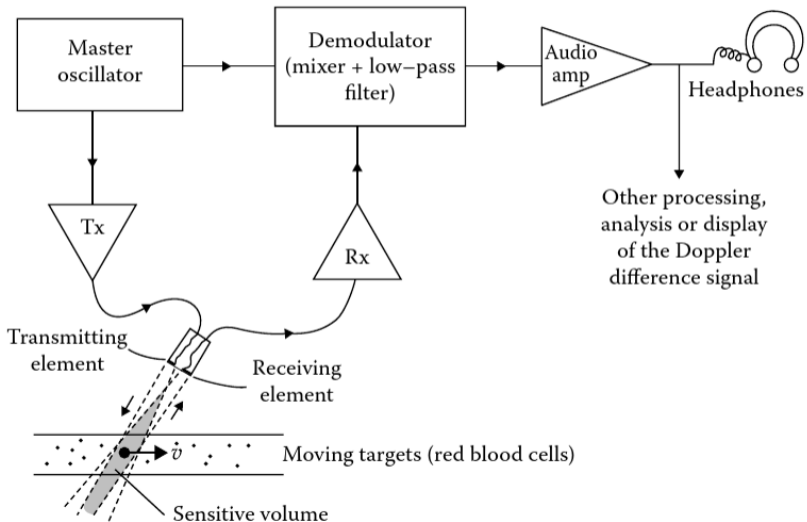 Master
oscillator
Demodulator
(mixer + low–pass
filter)
Audio
amp
Headphones
Tx
Rx
Other processing,
analysis or display
of the Doppler
difference signal
Transmitting
element
Receiving
element
v
Moving targets (red blood cells)
Sensitive volume